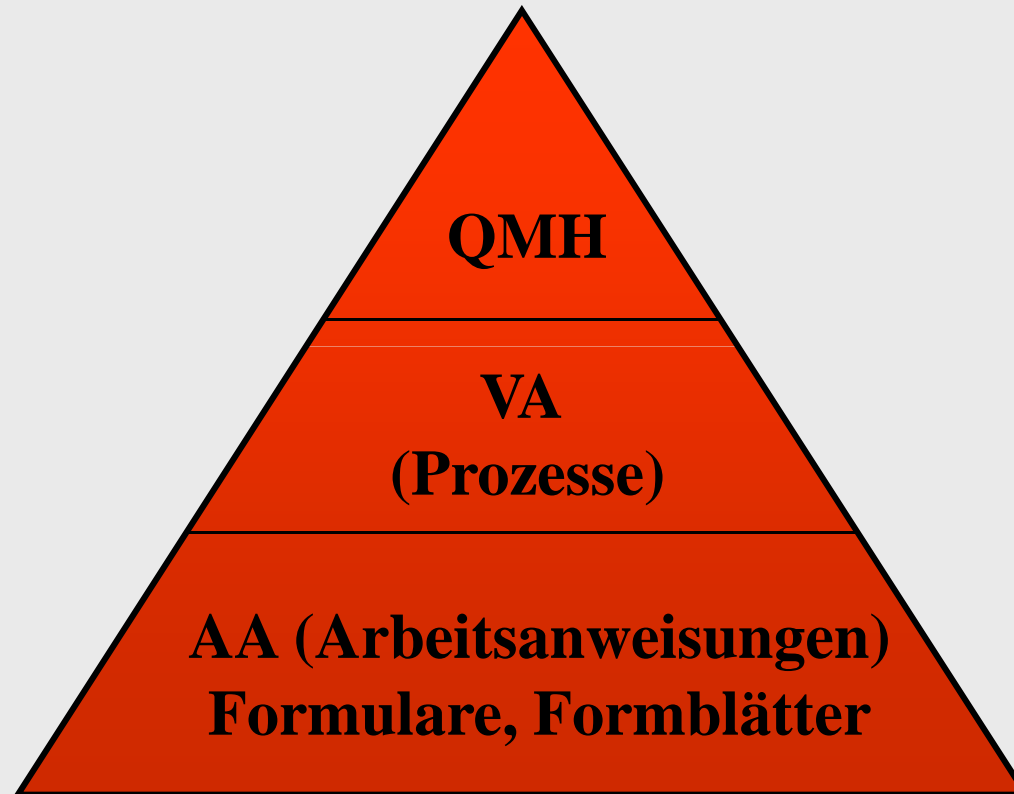 QMH
VA
(Prozesse)
AA (Arbeitsanweisungen)
Formulare, Formblätter